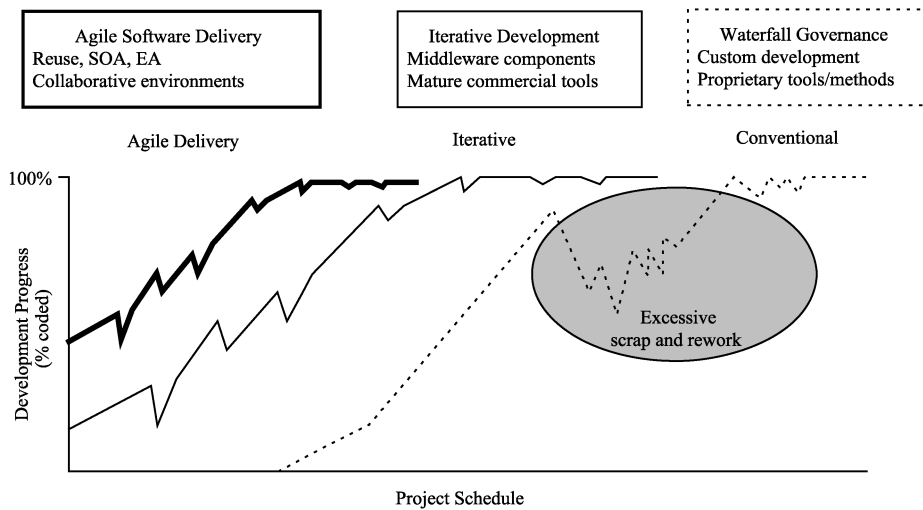 Agile Software Delivery
Reuse, SOA, EA
Collaborative environments
Iterative Development
Middleware components
Mature commercial tools
Waterfall Governance
Custom development
Proprietary tools/methods
Agile Delivery
Iterative
Conventional
100%
Development Progress
(% coded)
Excessive
scrap and rework
Project Schedule